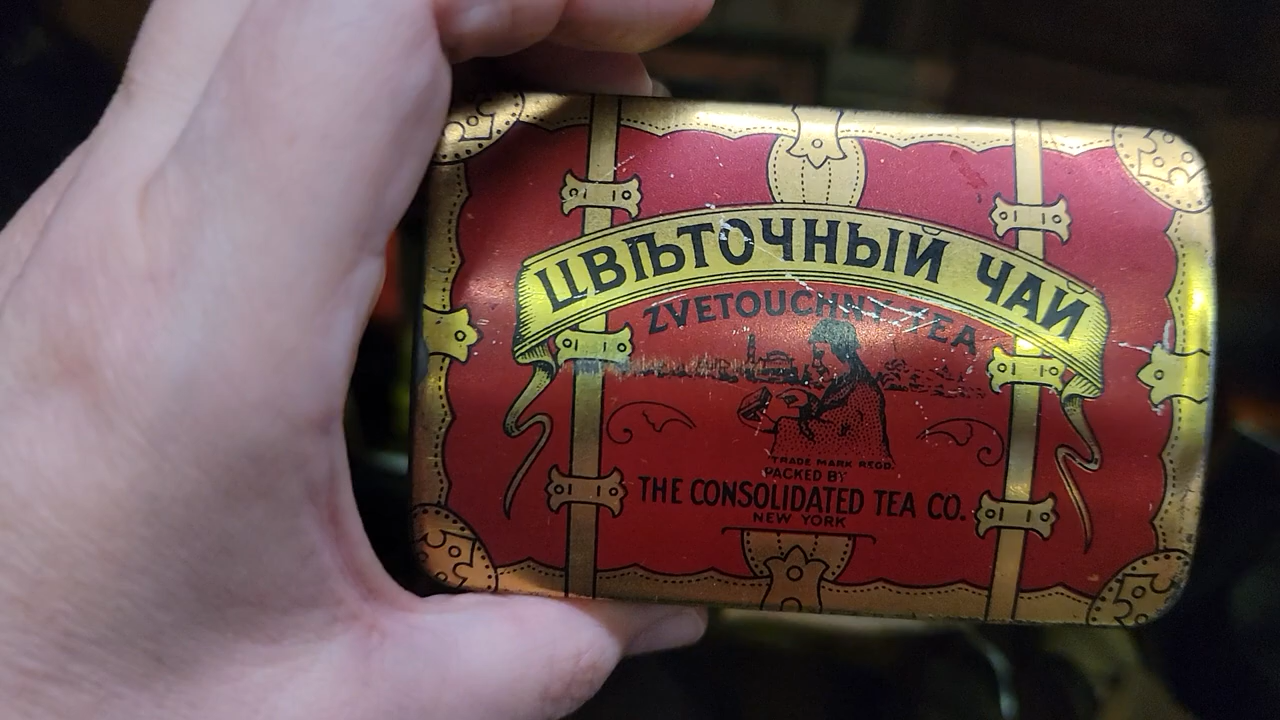 ЦВѢТОЧНЫЙ ЧАЙ
ZVETOUCHNY TEA
TRADE MARK REGD.
PACKED BY
THE CONSOLIDATED TEA CO.
NEW YORK